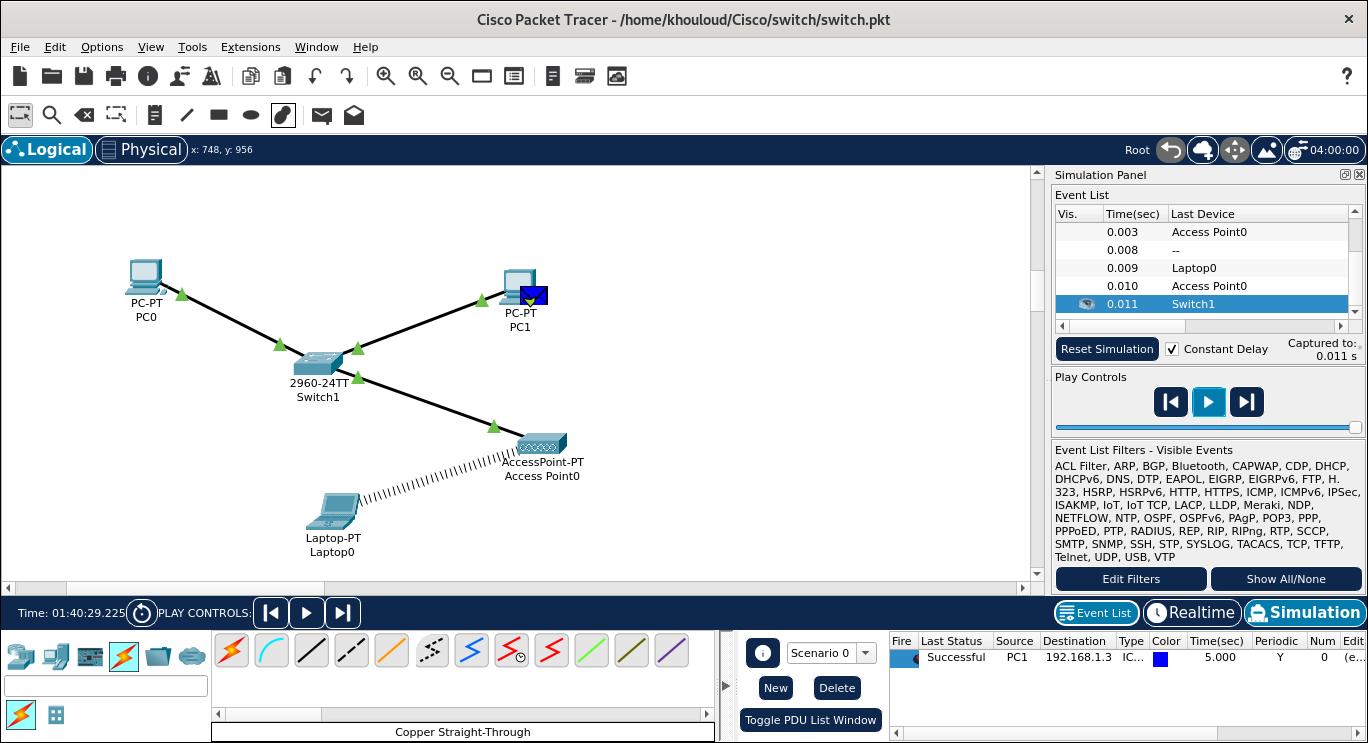 Cisco Packet Tracer - /home/khouloud/Cisco/switch/switch.pkt
File Edit Options View Tools Extensions Window Help
Logical Physical x: 748, y: 956 Root 04:00:00
Simulation Panel
Event List
Vis. Time(sec) Last Device
0.003 Access Point0
0.008 --
0.009 Laptop0
0.010 Access Point0
0.011 Switch1
Reset Simulation Constant Delay Captured to:
0.011 s
Play Controls
Event List Filters - Visible Events
ACL Filter, ARP, BGP, Bluetooth, CAPWAP, CDP, DHCP,
DHCPv6, DNS, DTP, EAPOL, EIGRP, EIGRPv6, FTP, H.
323, HSRP, HSRPv6, HTTP, HTTPS, ICMP, ICMPv6, IPSec,
ISAKMP, IoT, IoT TCP, LACP, LLDP, Meraki, NDP,
NETFLOW, NTP, OSPF, OSPFv6, PAgP, POP3, PPP,
PPPoED, PTP, RADIUS, REP, RIP, RIPng, RTP, SCCP,
SMTP, SNMP, SSH, STP, SYSLOG, TACACS, TCP, TFTP,
Telnet, UDP, USB, VTP
Edit Filters Show All/None
PC-PT
PC0
PC-PT
PC1
2960-24TT
Switch1
AccessPoint-PT
Access Point0
Laptop-PT
Laptop0
Time: 01:40:29.225 PLAY CONTROLS: Event List Realtime Simulation
Copper Straight-Through
Scenario 0
New Delete
Toggle PDU List Window
Fire Last Status Source Destination Type Color Time(sec) Periodic Num Edit
Successful PC1 192.168.1.3 IC... 5.000 Y 0 (e...